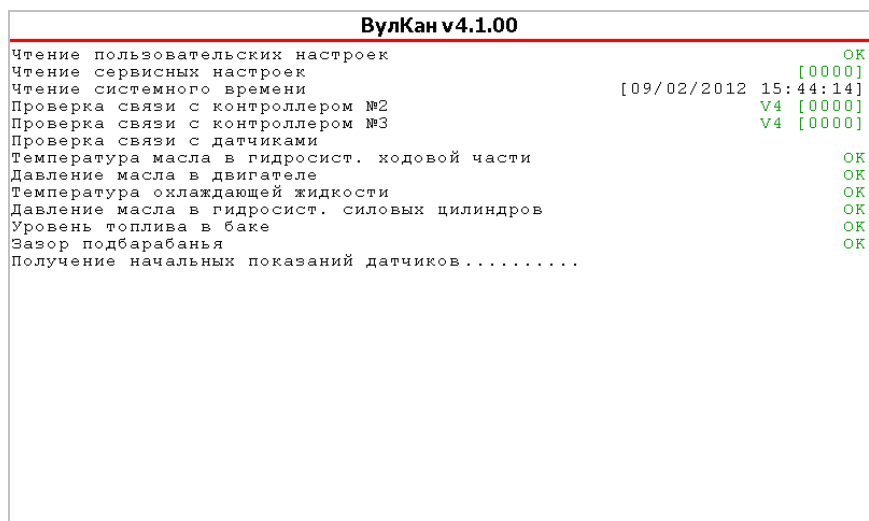 ВулКан v4.1.00
Чтение пользовательских настроек OK
Чтение сервисных настроек [0000]
Чтение системного времени [09/02/2012 15:44:14]
Проверка связи с контроллером №2 V4 [0000]
Проверка связи с контроллером №3 V4 [0000]
Проверка связи с датчиками
Температура масла в гидросист. ходовой части OK
Давление масла в двигателе OK
Температура охлаждающей жидкости OK
Давление масла в гидросист. силовых цилиндров OK
Уровень топлива в баке OK
Зазор подбарабанья OK
Получение начальных показаний датчиков..........